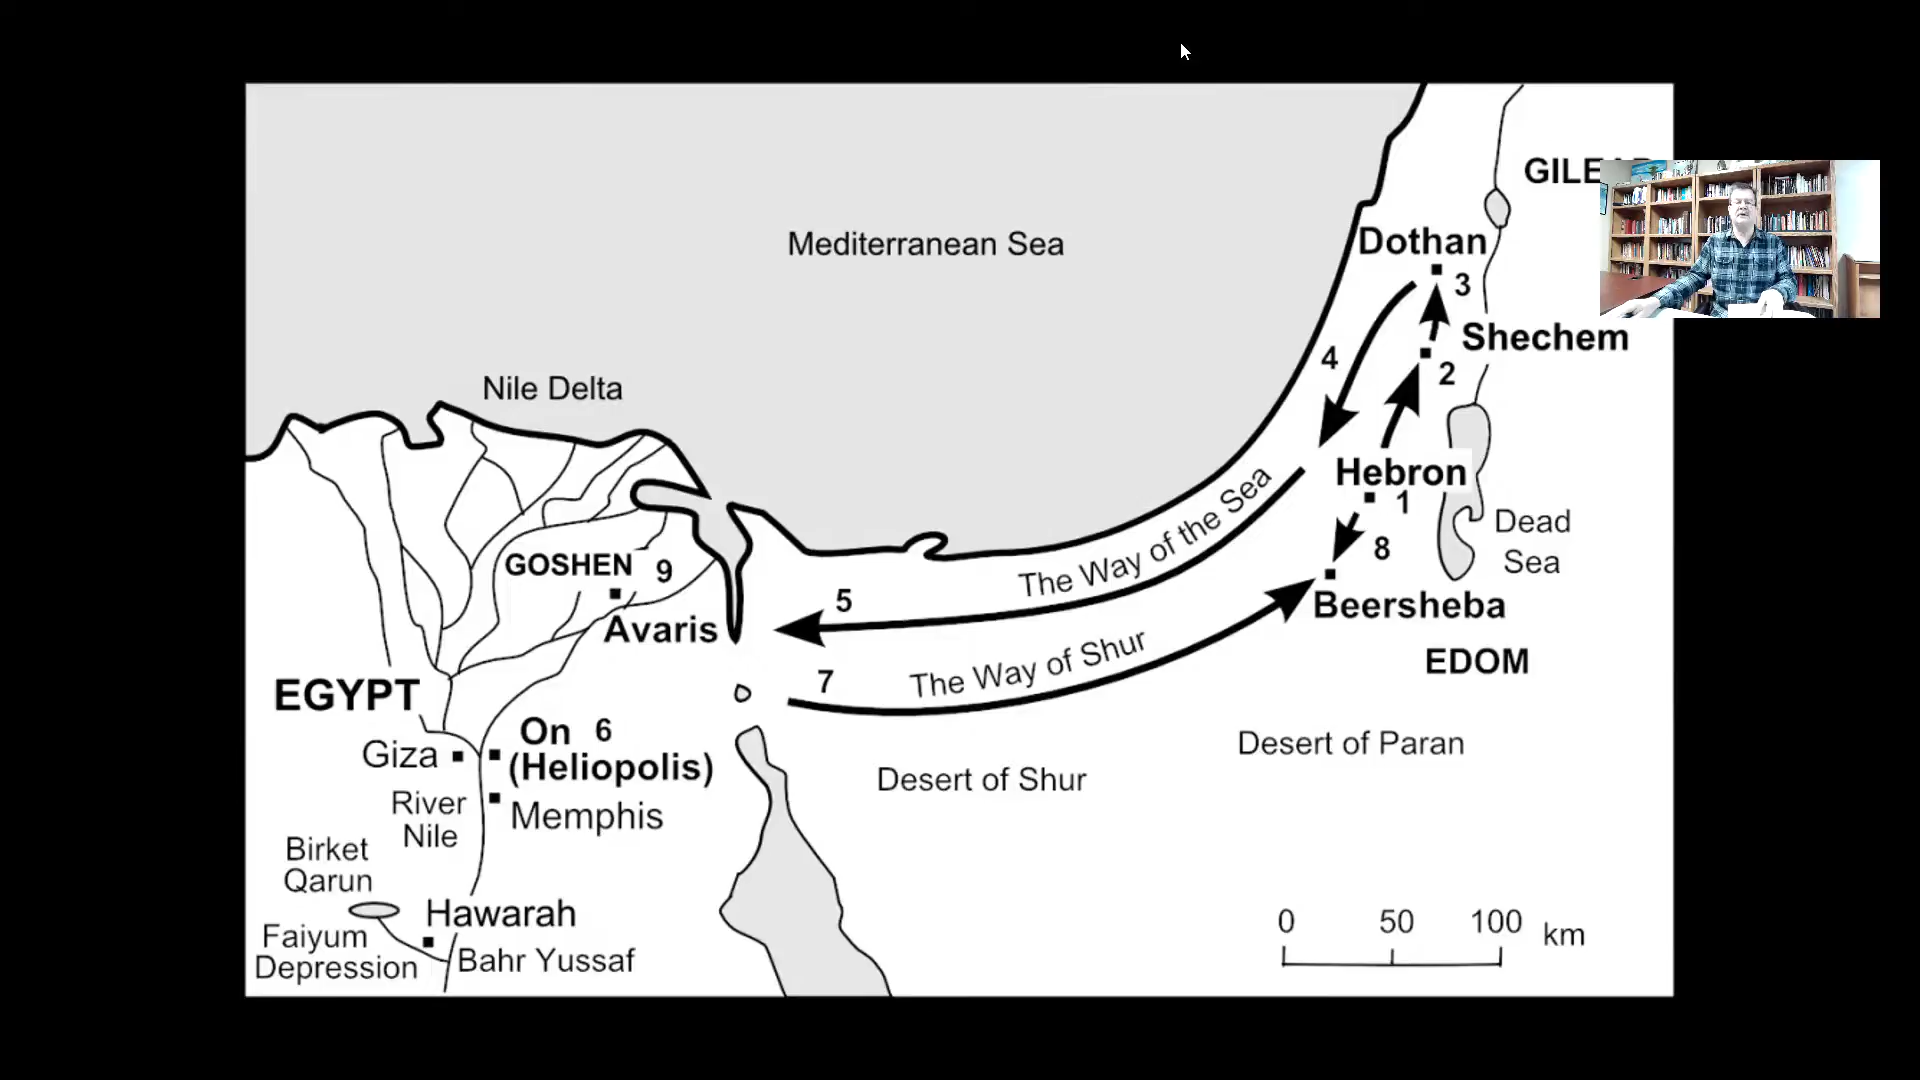 GILE
Mediterranean Sea
Dothan
3
Shechem
4
2
Nile Delta
Hebron
1
The Way of the Sea
Dead
Sea
8
GOSHEN 9
5
Beersheba
Avaris
The Way of Shur
EDOM
7
EGYPT
On 6
(Heliopolis)
Giza
Desert of Paran
Desert of Shur
River
Nile
Memphis
Birket
Qarun
Hawarah
0 50 100 km
Faiyum
Depression
Bahr Yussaf